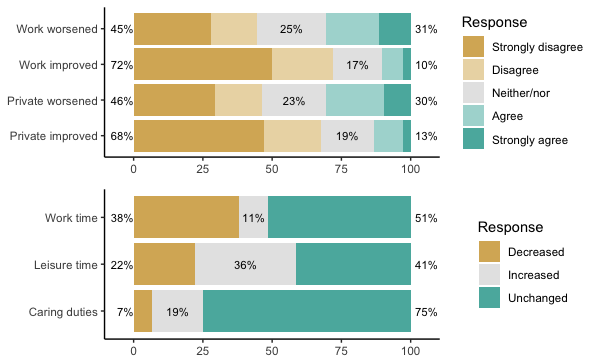 Response
Work worsened 45% 25% 31%
Strongly disagree
Work improved 72% 17% 10%
Disagree
Neither/nor
Private worsened 46% 23% 30%
Agree
Private improved 68% 19% 13%
Strongly agree
0 25 50 75 100
Work time 38% 11% 51%
Response
Decreased
Leisure time 22% 36% 41%
Increased
Unchanged
Caring duties 7% 19% 75%
0 25 50 75 100